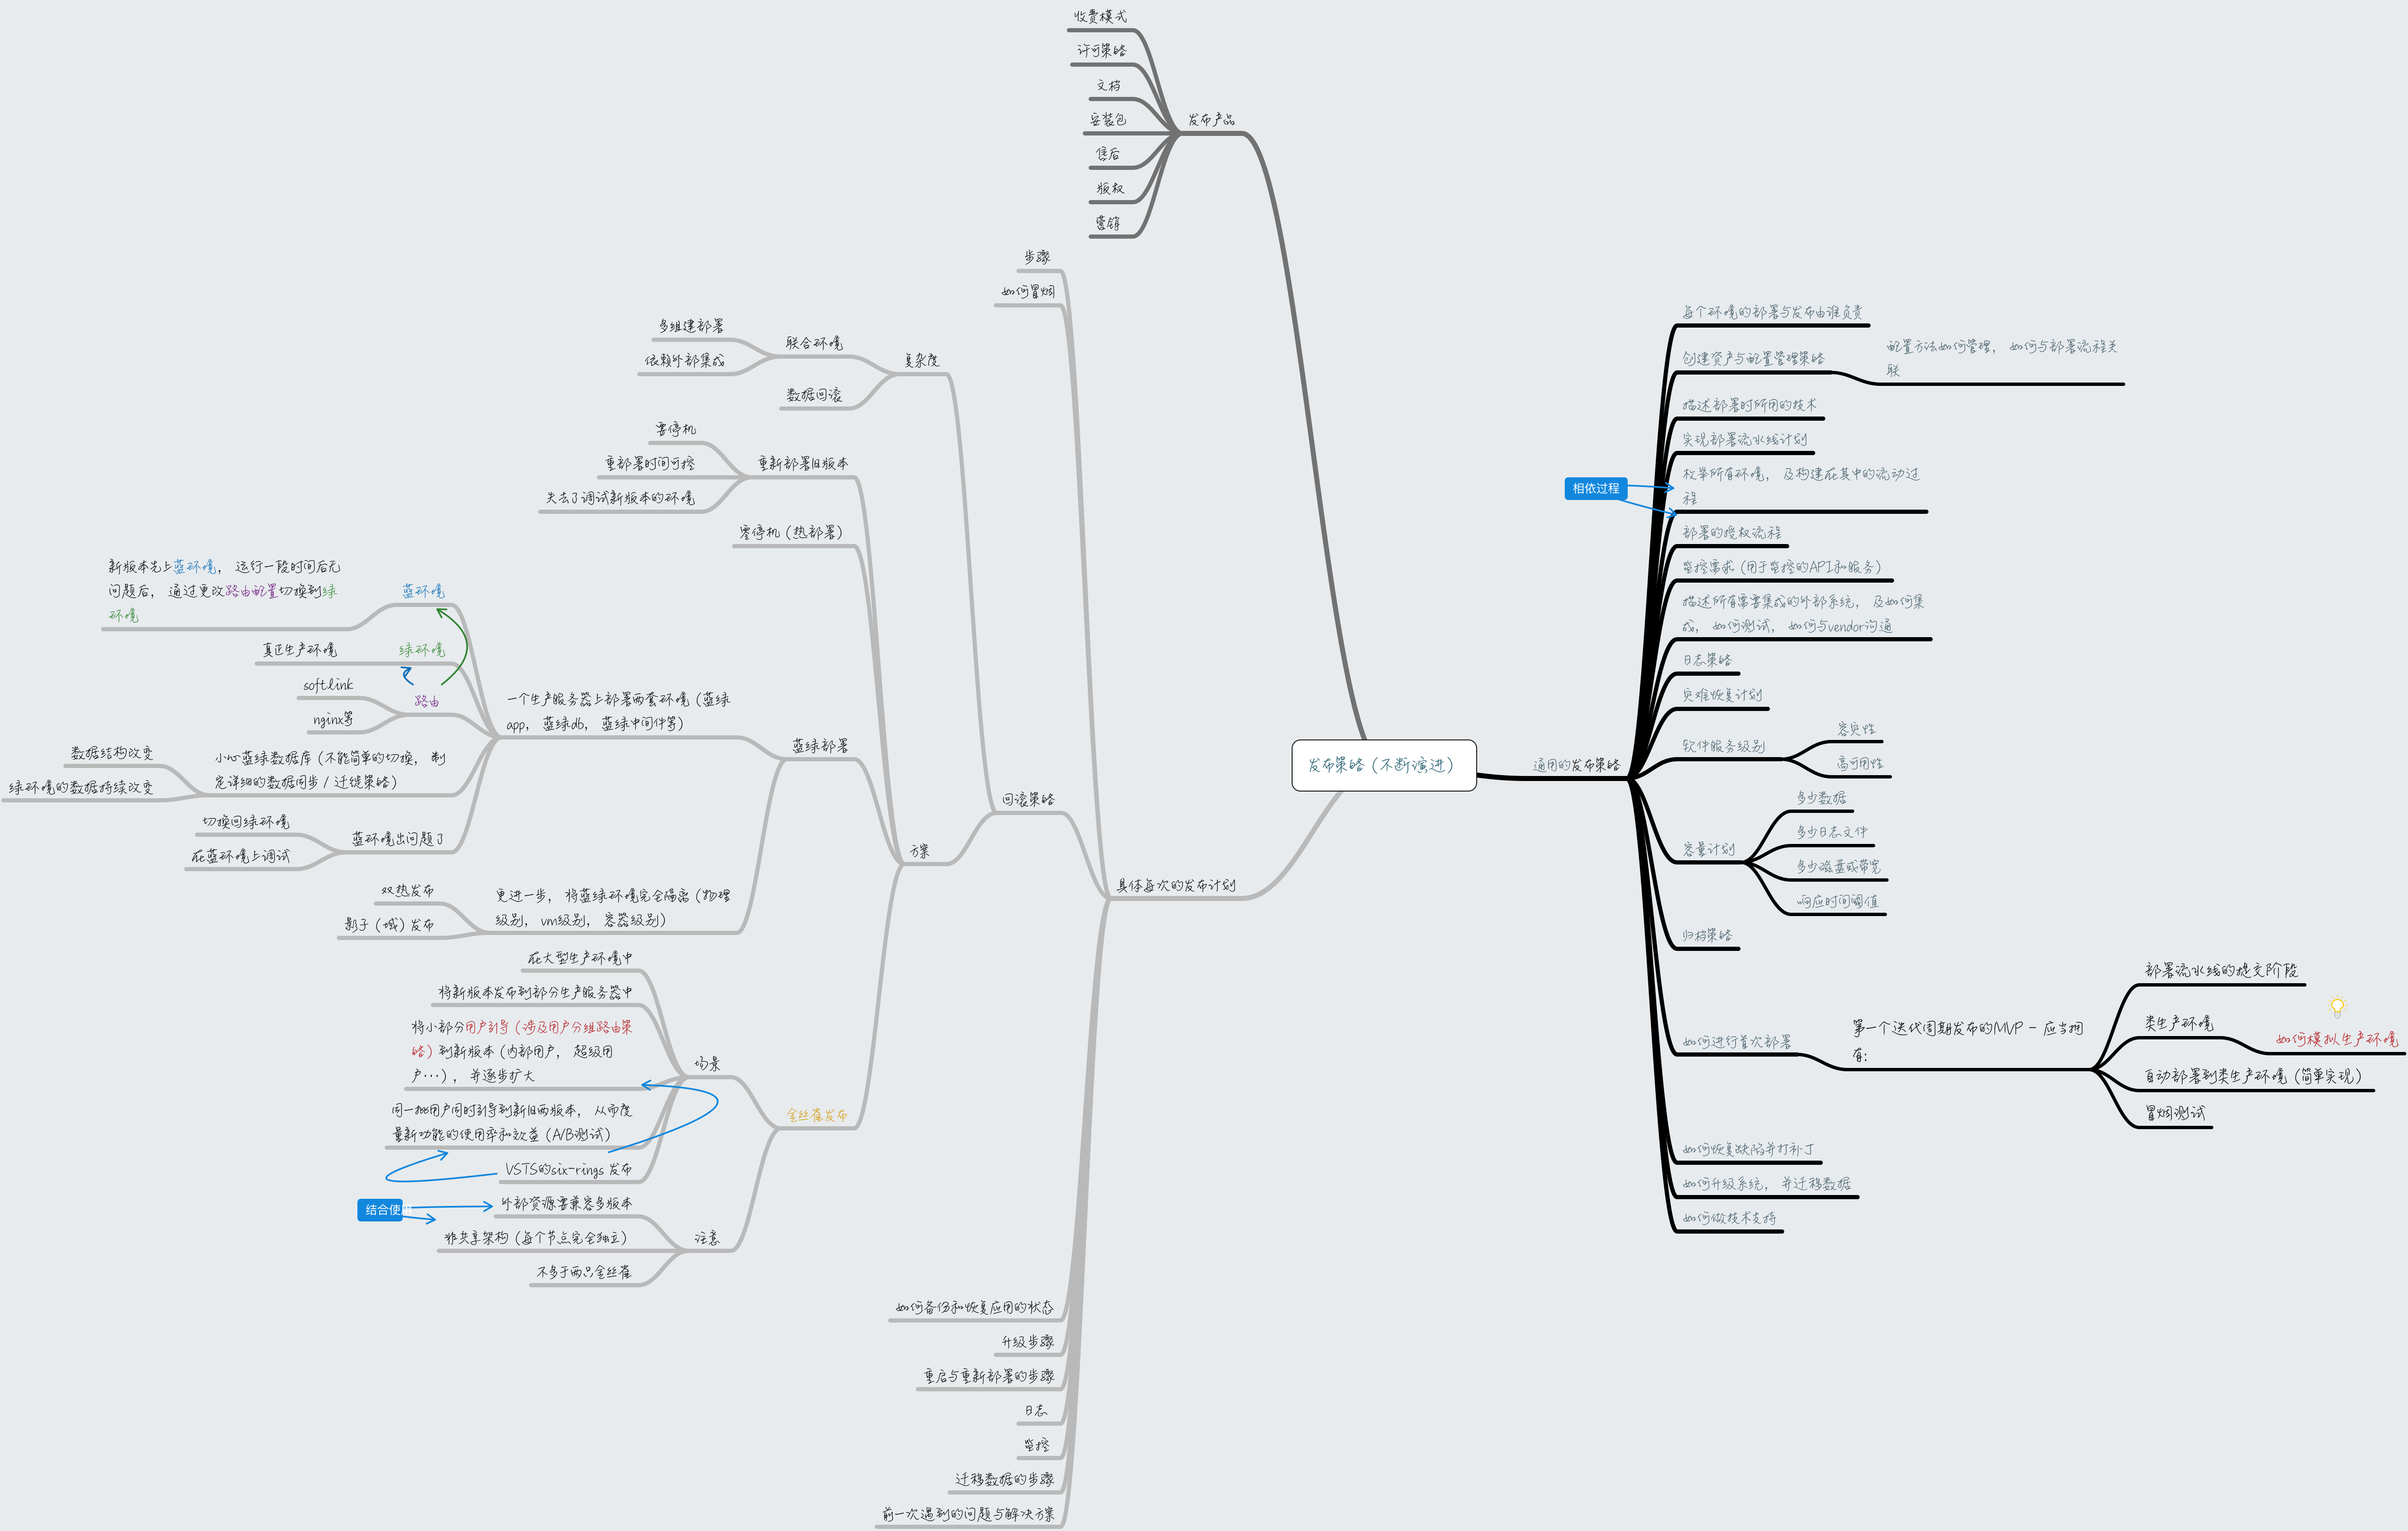 收费模式
许可策略
文档
安装包
售后
版权
营销
发布产品
步骤
如何冒烟
多组建部署
依赖外部集成
联合环境
数据回滚
复杂度
需停机
重部署时间可控
失去了调试新版本的环境
重新部署旧版本
零停机（热部署）
新版本先上蓝环境， 运行一段时间后无
问题后， 通过更改路由配置切换到绿
环境
蓝环境
真正生产环境
绿环境
softlink
nginx等
路由
一个生产服务器上部署两套环境（蓝绿
app， 蓝绿db， 蓝绿中间件等）
数据结构改变
绿环境的数据持续改变
小心蓝绿数据库（不能简单的切换， 制
定详细的数据同步 / 迁徙策略）
切换回绿环境
在蓝环境上调试
蓝环境出问题了
蓝绿部署
双热发布
影子（域）发布
更进一步， 将蓝绿环境完全隔离（物理
级别， vm级别， 容器级别）
回滚策略
方案
在大型生产环境中
将新版本发布到部分生产服务器中
将小部分用户引导（涉及用户分组路由策
略）到新版本（内部用户， 超级用
户…）， 并逐步扩大
同一批用户同时引导到新旧两版本， 从而度
量新功能的使用率和效益（A/B测试）
VSTS的six-rings 发布
场景
金丝雀发布
结合使用
外部资源需兼容多版本
非共享架构（每个节点完全独立）
不多于两只金丝雀
注意
具体每次的发布计划
如何备份和恢复应用的状态
升级步骤
重启与重新部署的步骤
日志
监控
迁移数据的步骤
前一次遇到的问题与解决方案
发布策略（不断演进）
通用的发布策略
每个环境的部署与发布由谁负责
创建资产与配置管理策略
配置方法如何管理， 如何与部署流程关
联
描述部署时所用的技术
实现部署流水线计划
相依过程
枚举所有环境， 及构建在其中的流动过
程
部署的授权流程
监控需求（用于监控的API和服务）
描述所有需要集成的外部系统， 及如何集
成， 如何测试， 如何与vendor沟通
日志策略
灾难恢复计划
软件服务级别
容灾性
高可用性
容量计划
多少数据
多少日志文件
多少磁盘或带宽
响应时间阈值
归档策略
如何进行首次部署
第一个迭代周期发布的MVP - 应当拥
有：
部署流水线的提交阶段
类生产环境
如何模拟生产环境
自动部署到类生产环境（简单实现）
冒烟测试
如何恢复缺陷并打补丁
如何升级系统， 并迁移数据
如何做技术支持